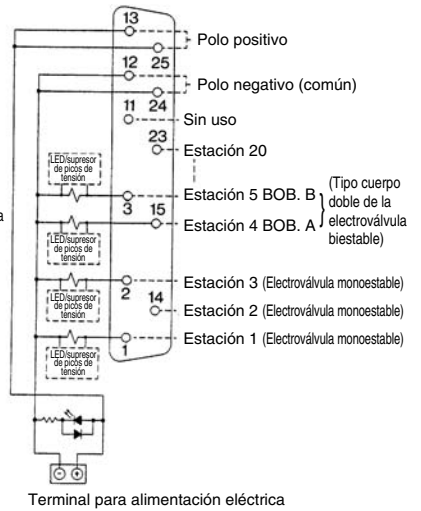 13
Polo positivo
12 25
Polo negativo (común)
24
11
Sin uso
23
Estación 20
LED/supresor
de picos de
tensión
Estación 5 BOB. B
(Tipo cuerpo
doble de la
electroválvula
biestable)
a
3 15
Estación 4 BOB. A
LED/supresor
de picos de
tensión
Estación 3 (Electroválvula monoestable)
2
14
LED/supresor
de picos de
tensión
Estación 2 (Electroválvula monoestable)
Estación 1 (Electroválvula monoestable)
1
LED/supresor
de picos de
tensión
- +
Terminal para alimentación eléctrica